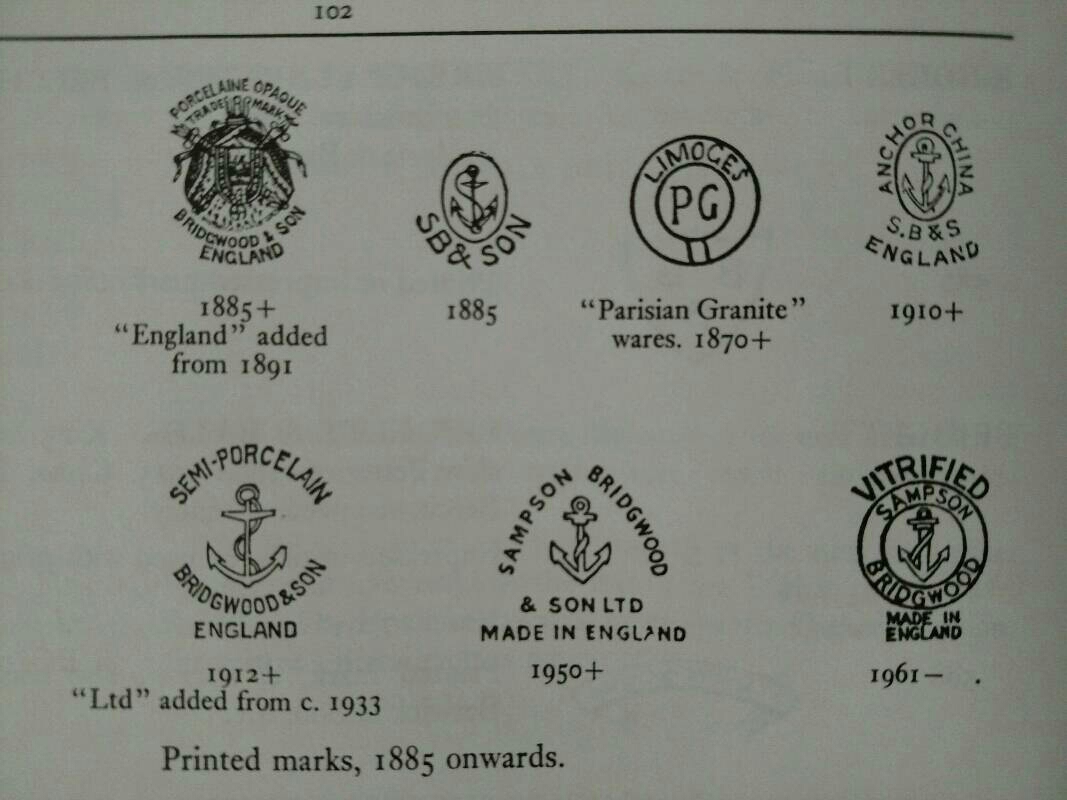 102
PORCELAINE OPAQUE
TRADE MARK
BRIDGWOOD & SON
ENGLAND
1885+
"England" added
from 1891
SB & SON
1885
LIMOGES
PG
"Parisian Granite"
wares. 1870+
ANCHOR CHINA
S.B & S
ENGLAND
1910+
SEMI-PORCELAIN
BRIDGWOOD & SON
ENGLAND
1912+
"Ltd" added from c. 1933
SAMPSON BRIDGWOOD
& SON LTD
MADE IN ENGLAND
1950+
VITRIFIED
SAMPSON
BRIDGWOOD
MADE IN
ENGLAND
1961– .
Printed marks, 1885 onwards.